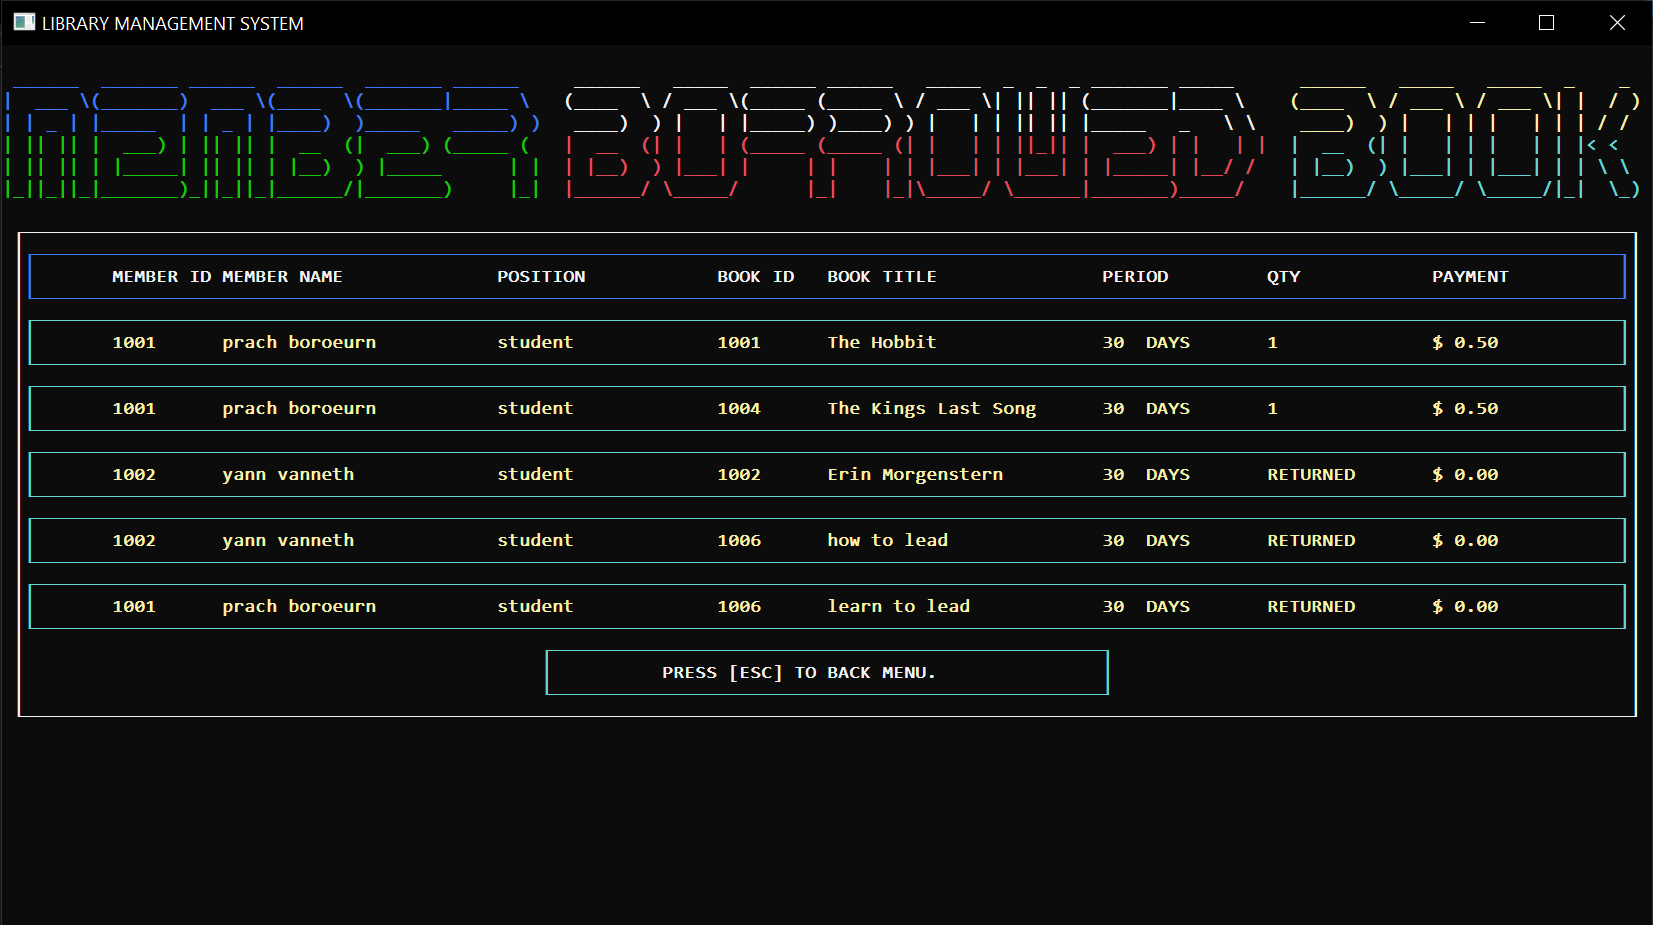 LIBRARY MANAGEMENT SYSTEM
MEMBER BORROWED BOOK
MEMBER ID MEMBER NAME POSITION BOOK ID BOOK TITLE PERIOD QTY PAYMENT
1001 prach boroeurn student 1001 The Hobbit 30 DAYS 1 $ 0.50
1001 prach boroeurn student 1004 The Kings Last Song 30 DAYS 1 $ 0.50
1002 yann vanneth student 1002 Erin Morgenstern 30 DAYS RETURNED $ 0.00
1002 yann vanneth student 1006 how to lead 30 DAYS RETURNED $ 0.00
1001 prach boroeurn student 1006 learn to lead 30 DAYS RETURNED $ 0.00
PRESS [ESC] TO BACK MENU.